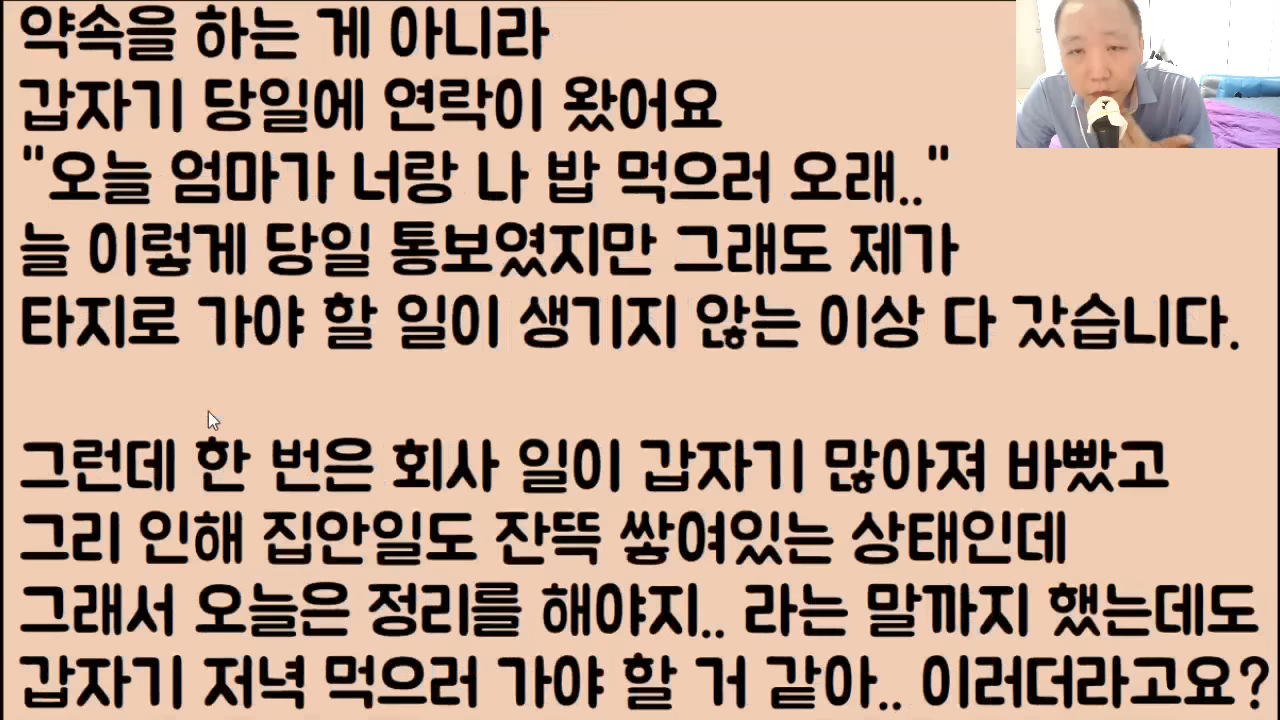 약속을 하는 게 아니라
갑자기 당일에 연락이 왔어요
"오늘 엄마가 너랑 나 밥 먹으러 오래.."
늘 이렇게 당일 통보였지만 그래도 제가
타지로 가야 할 일이 생기지 않는 이상 다 갔습니다.
그런데 한 번은 회사 일이 갑자기 많아져 바빴고
그리 인해 집안일도 잔뜩 쌓여있는 상태인데
그래서 오늘은 정리를 해야지.. 라는 말까지 했는데도
갑자기 저녁 먹으러 가야 할 거 같아.. 이러더라고요?